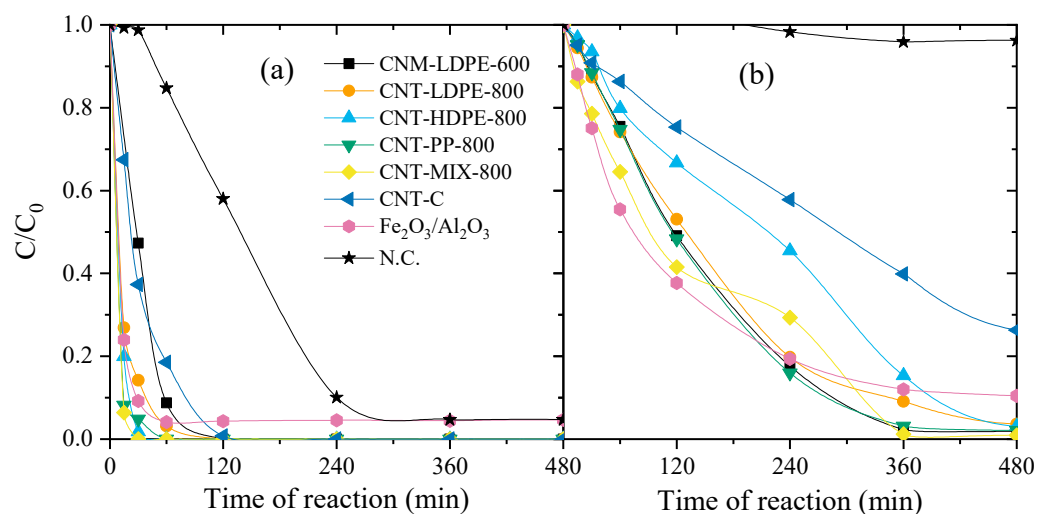 1.0
0.8
0.6
0.4
0.2
0.0
C/C₀
(a)
CNM-LDPE-600
CNT-LDPE-800
CNT-HDPE-800
CNT-PP-800
CNT-MIX-800
CNT-C
Fe₂O₃/Al₂O₃
N.C.
(b)
0 120 240 360 480 120 240 360 480
Time of reaction (min) Time of reaction (min)